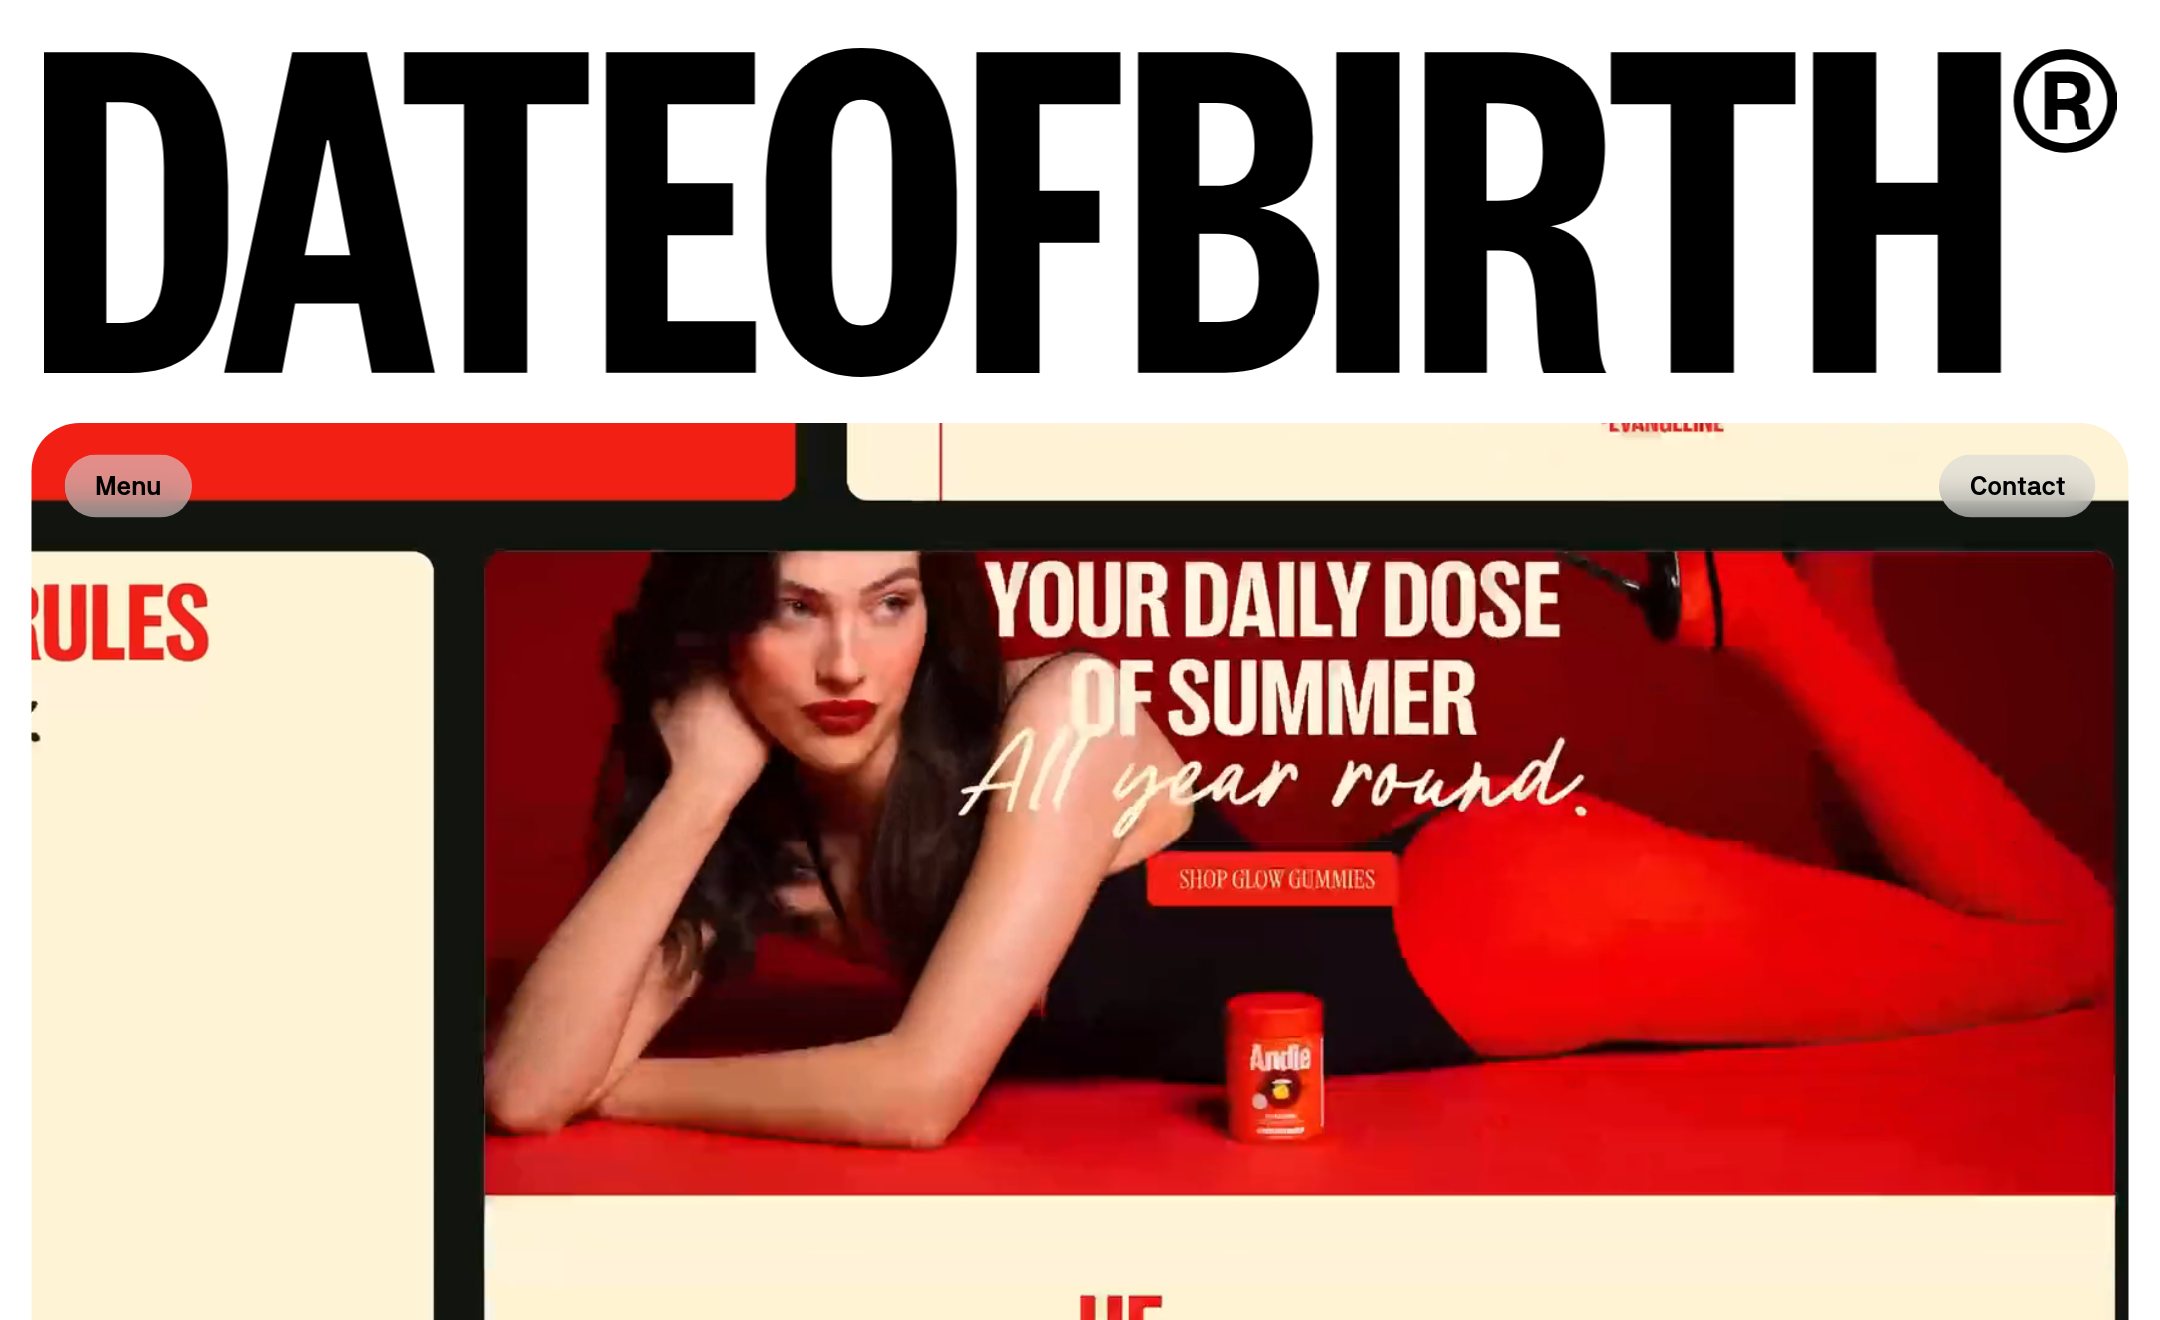 DATEOFBIRTH®
Menu
Contact
RULES
YOUR DAILY DOSE
OF SUMMER
All year round.
SHOP GLOW GUMMIES
Andie